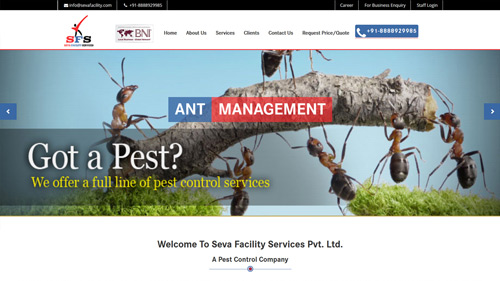 info@sevafacility.com +91-8888929985 Career For Business Enquiry Staff Login
SFS
SEVA FACILITY SERVICES
BNI
Home About Us Services Clients Contact Us Request Price/Quote +91-8888929985
ANT MANAGEMENT
Got a Pest?
We offer a full line of pest control services
Welcome To Seva Facility Services Pvt. Ltd.
A Pest Control Company